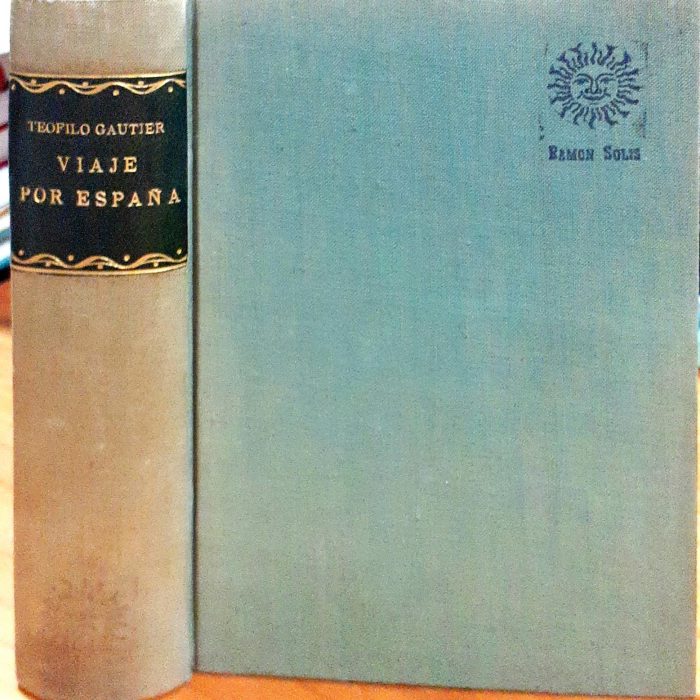 TEOFILO GAUTIER
VIAJE
POR ESPAÑA
RAMON SOLIS